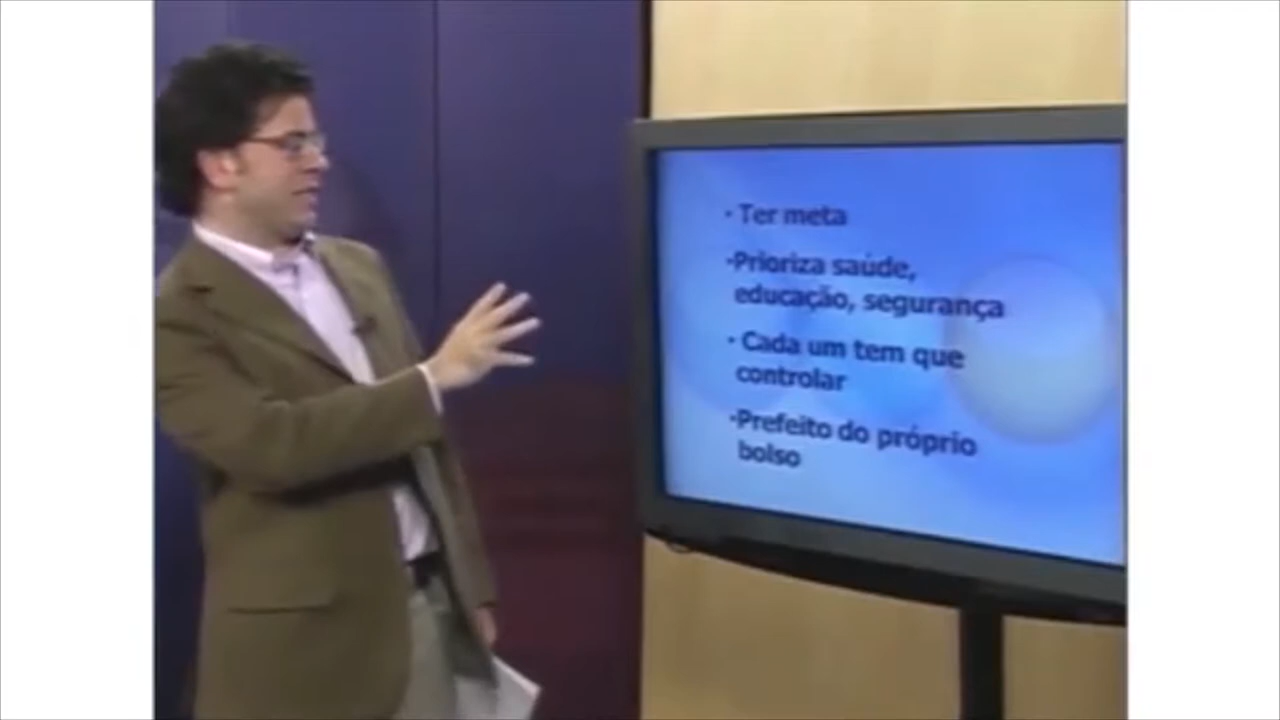 · Ter meta
·Prioriza saúde,
educação, segurança
· Cada um tem que
controlar
·Prefeito do próprio
bolso